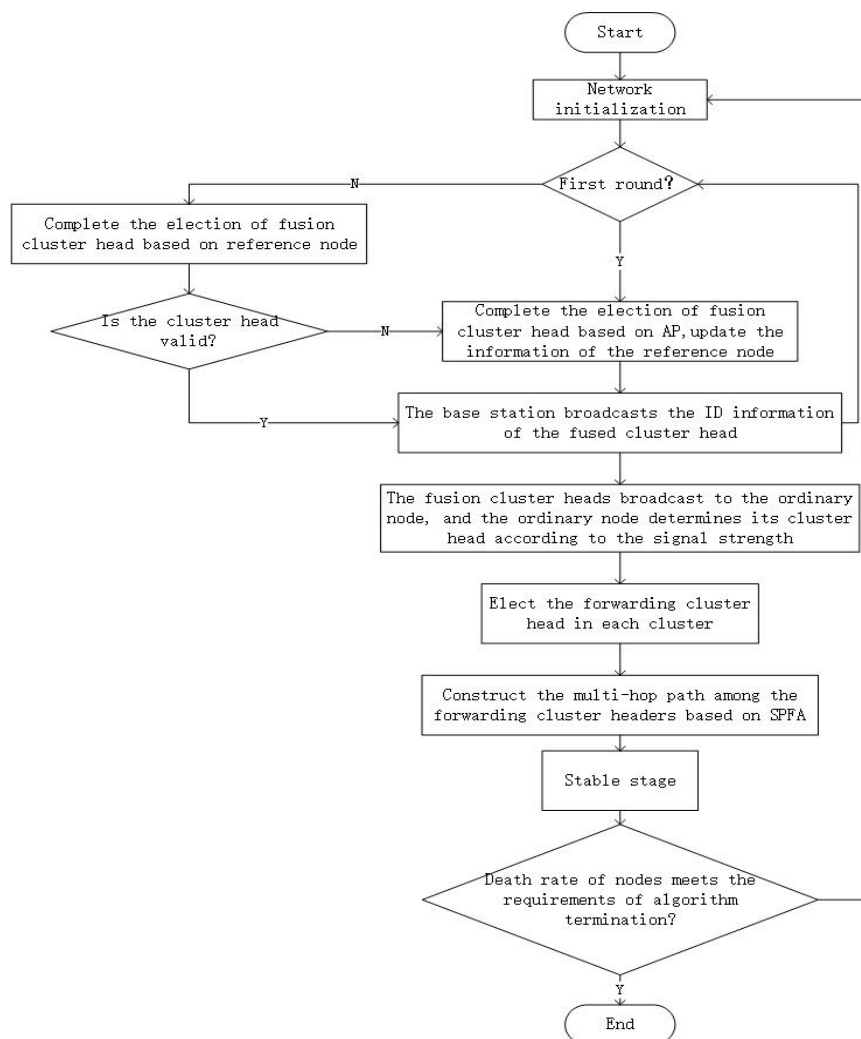 Start
Network
initialization
First round?
N
Complete the election of fusion
cluster head based on reference node
Y
Is the cluster head
valid?
N
Complete the election of fusion
cluster head based on AP,update the
information of the reference node
Y
The base station broadcasts the ID information
of the fused cluster head
The fusion cluster heads broadcast to the ordinary
node, and the ordinary node determines its cluster
head according to the signal strength
Elect the forwarding cluster
head in each cluster
Construct the multi-hop path among the
forwarding cluster headers based on SPFA
Stable stage
Death rate of nodes meets the
requirements of algorithm
termination?
Y
End